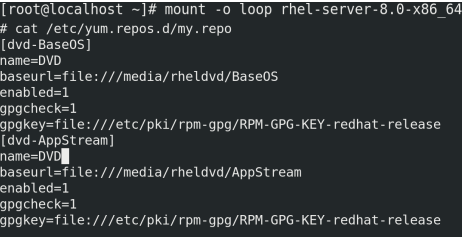 [root@localhost ~]# mount -o loop rhel-server-8.0-x86_64
# cat /etc/yum.repos.d/my.repo
[dvd-BaseOS]
name=DVD
baseurl=file:///media/rheldvd/BaseOS
enabled=1
gpgcheck=1
gpgkey=file:///etc/pki/rpm-gpg/RPM-GPG-KEY-redhat-release
[dvd-AppStream]
name=DVD
baseurl=file:///media/rheldvd/AppStream
enabled=1
gpgcheck=1
gpgkey=file:///etc/pki/rpm-gpg/RPM-GPG-KEY-redhat-release